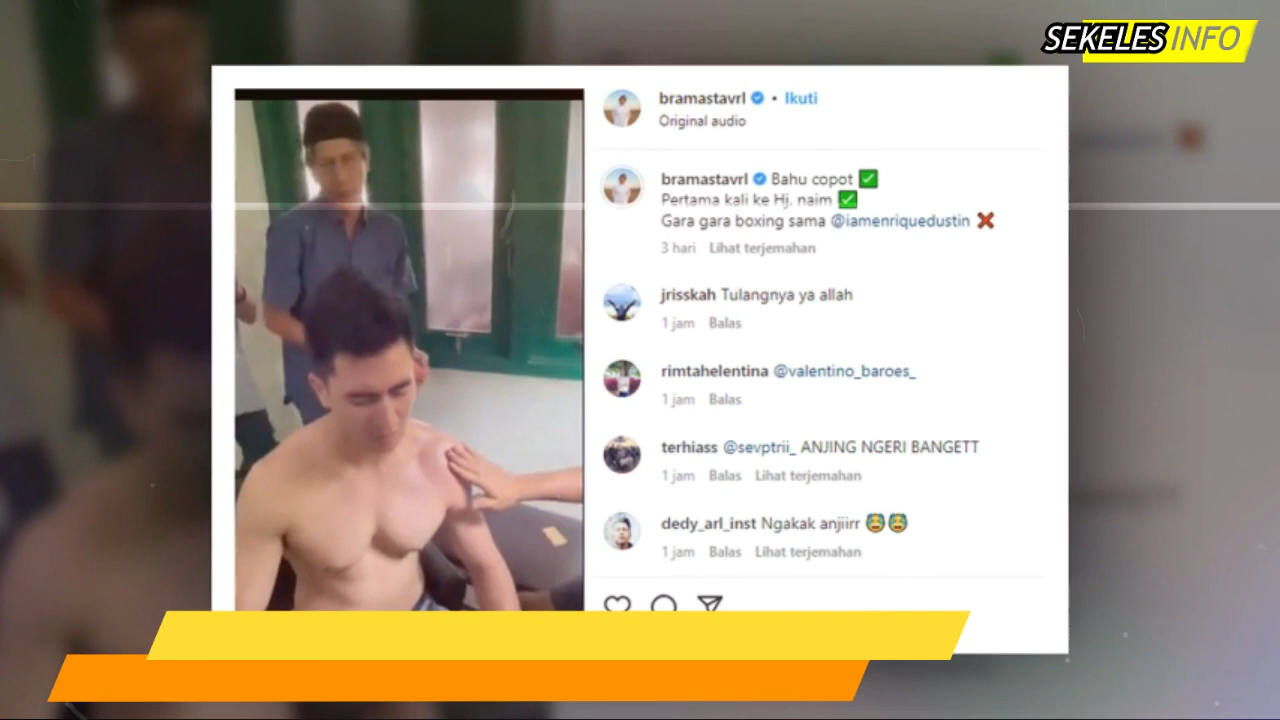 SEKELES INFO
bramastavrl • Ikuti
Original audio
bramastavrl Bahu copot ✅
Pertama kali ke Hj. naim ✅
Gara gara boxing sama @iamenriquedustin ❌
3 hari Lihat terjemahan
jrisskah Tulangnya ya allah
1 jam Balas
rimtahelentina @valentino_baroes_
1 jam Balas
terhiass @sevptrii_ ANJING NGERI BANGETT
1 jam Balas Lihat terjemahan
dedy_arl_inst Ngakak anjiirr 😹😹
1 jam Balas Lihat terjemahan